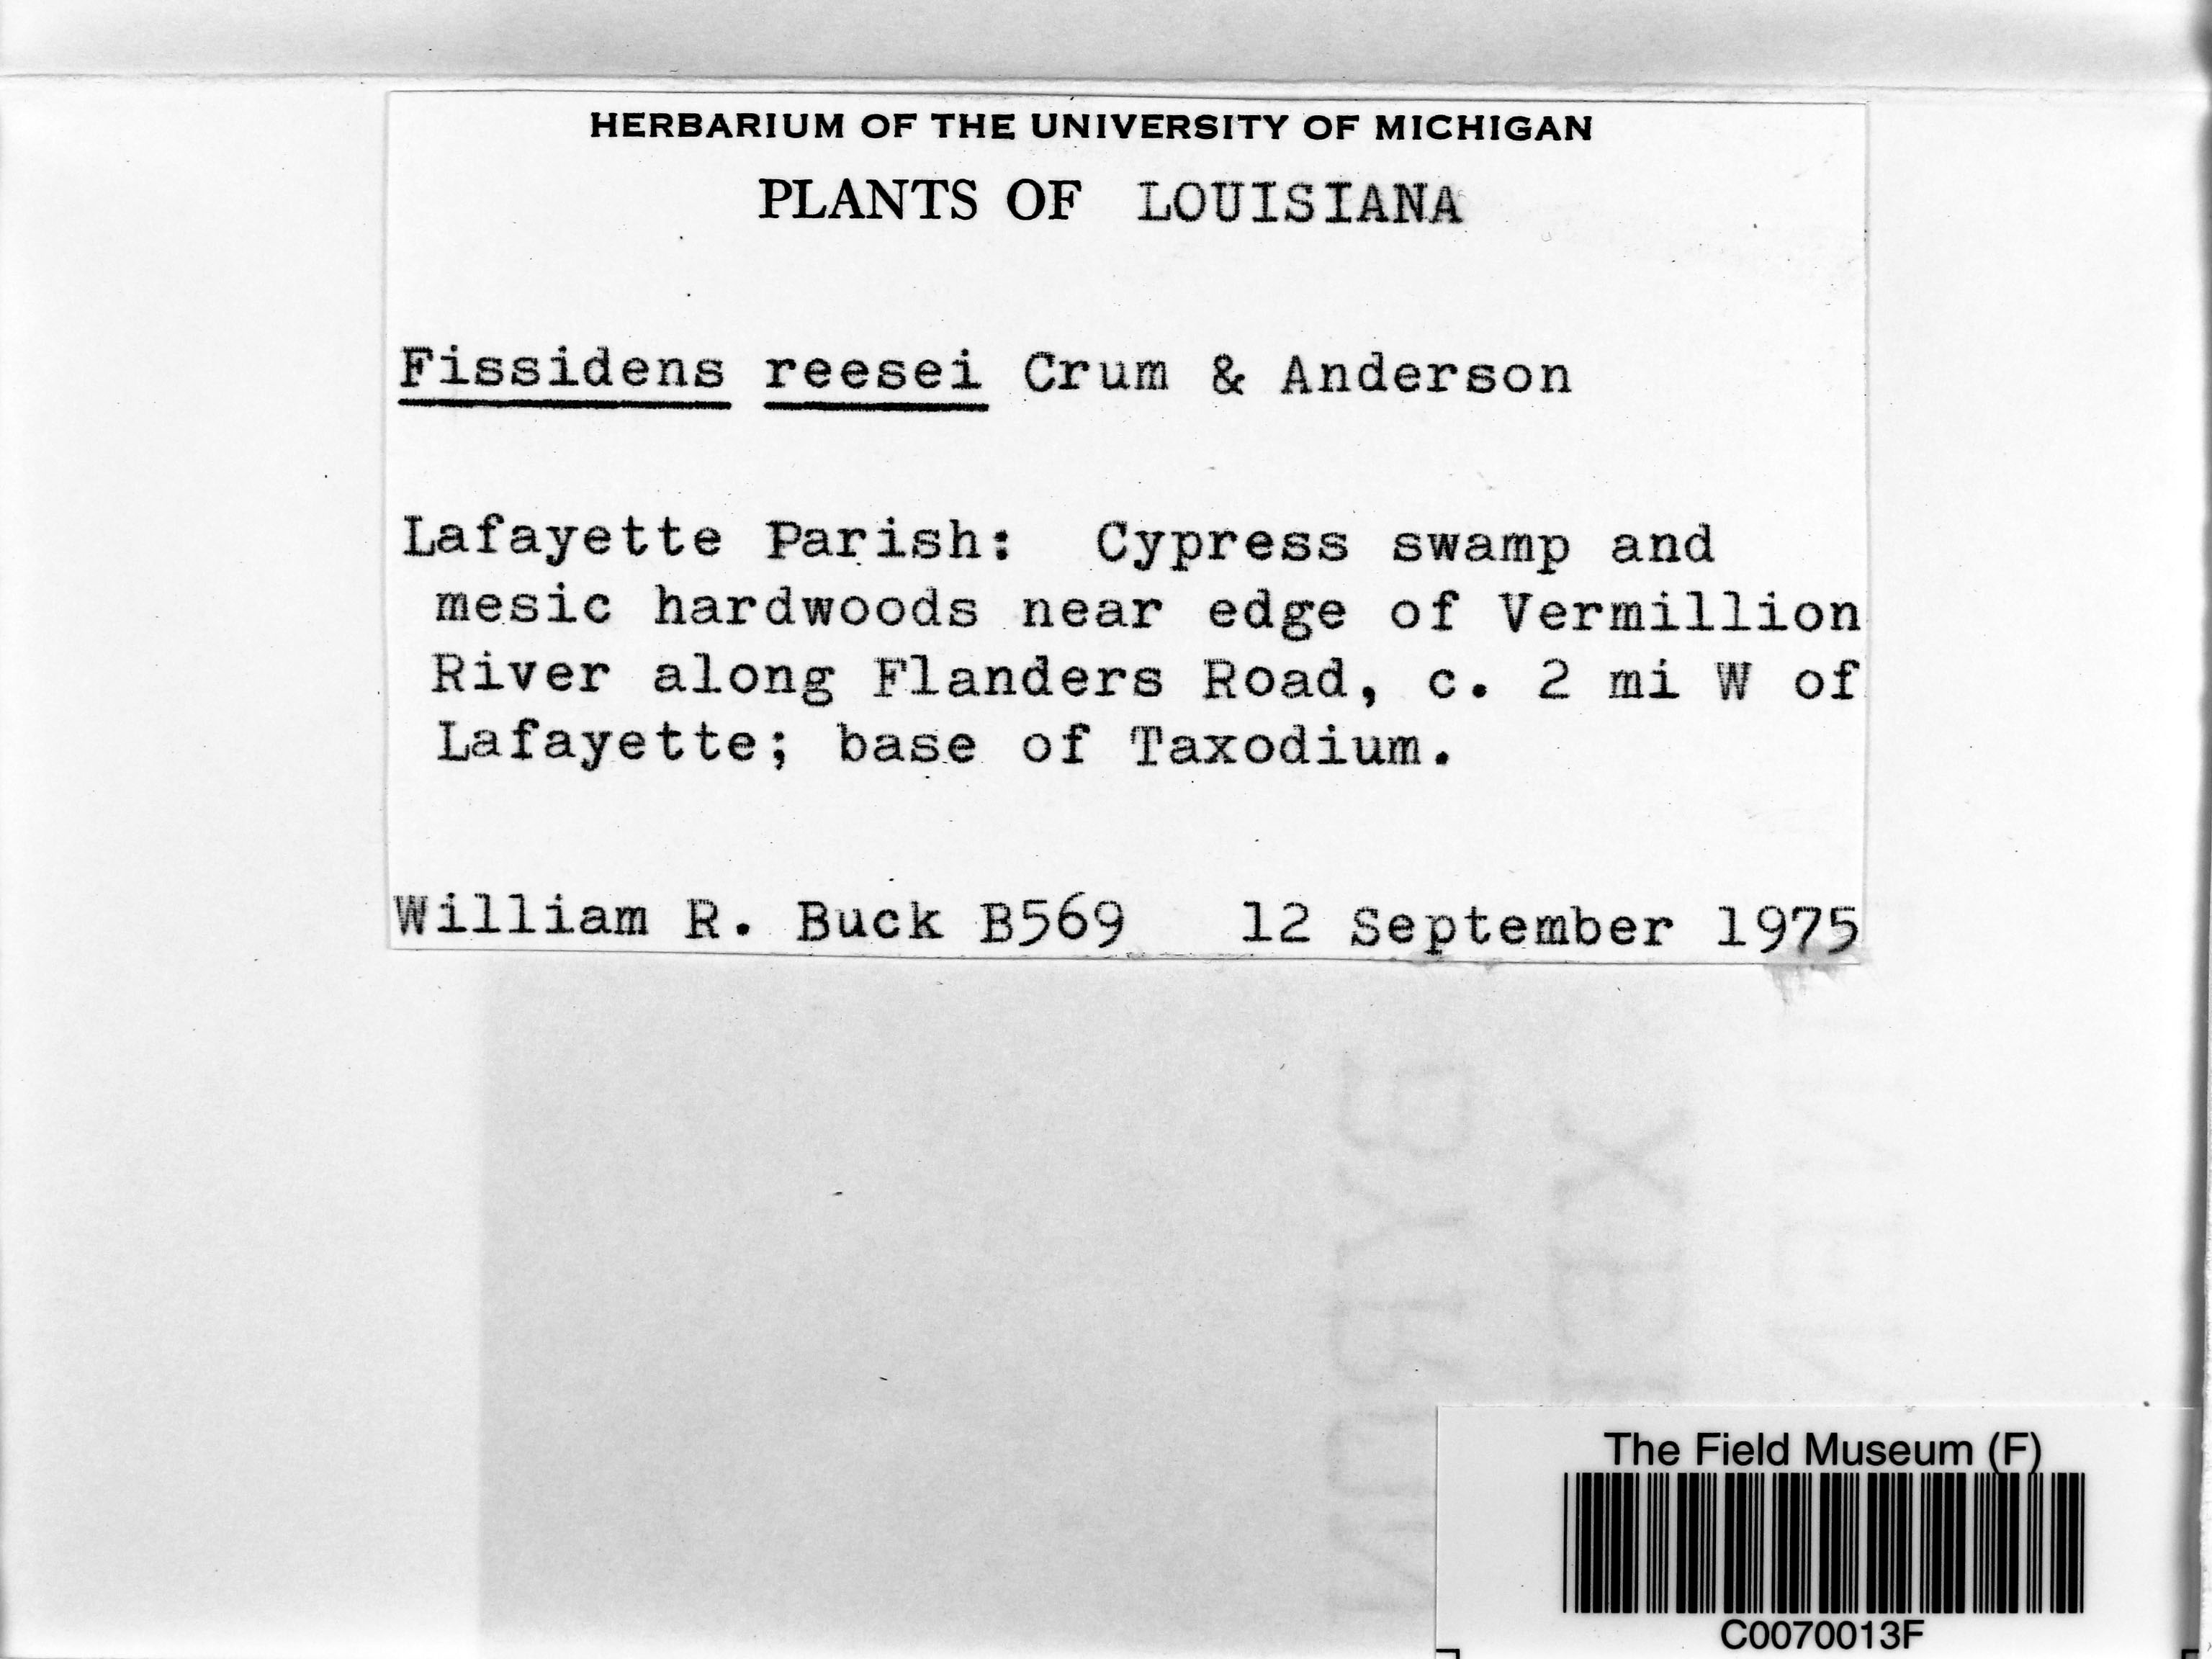 HERBARIUM OF THE UNIVERSITY OF MICHIGAN
PLANTS OF LOUISIANA
Fissidens reesei Crum & Anderson
Lafayette Parish: Cypress swamp and
mesic hardwoods near edge of Vermillion
River along Flanders Road, c. 2 mi W of
Lafayette; base of Taxodium.
William R. Buck B569 12 September 1975
The Field Museum (F)
C0070013F